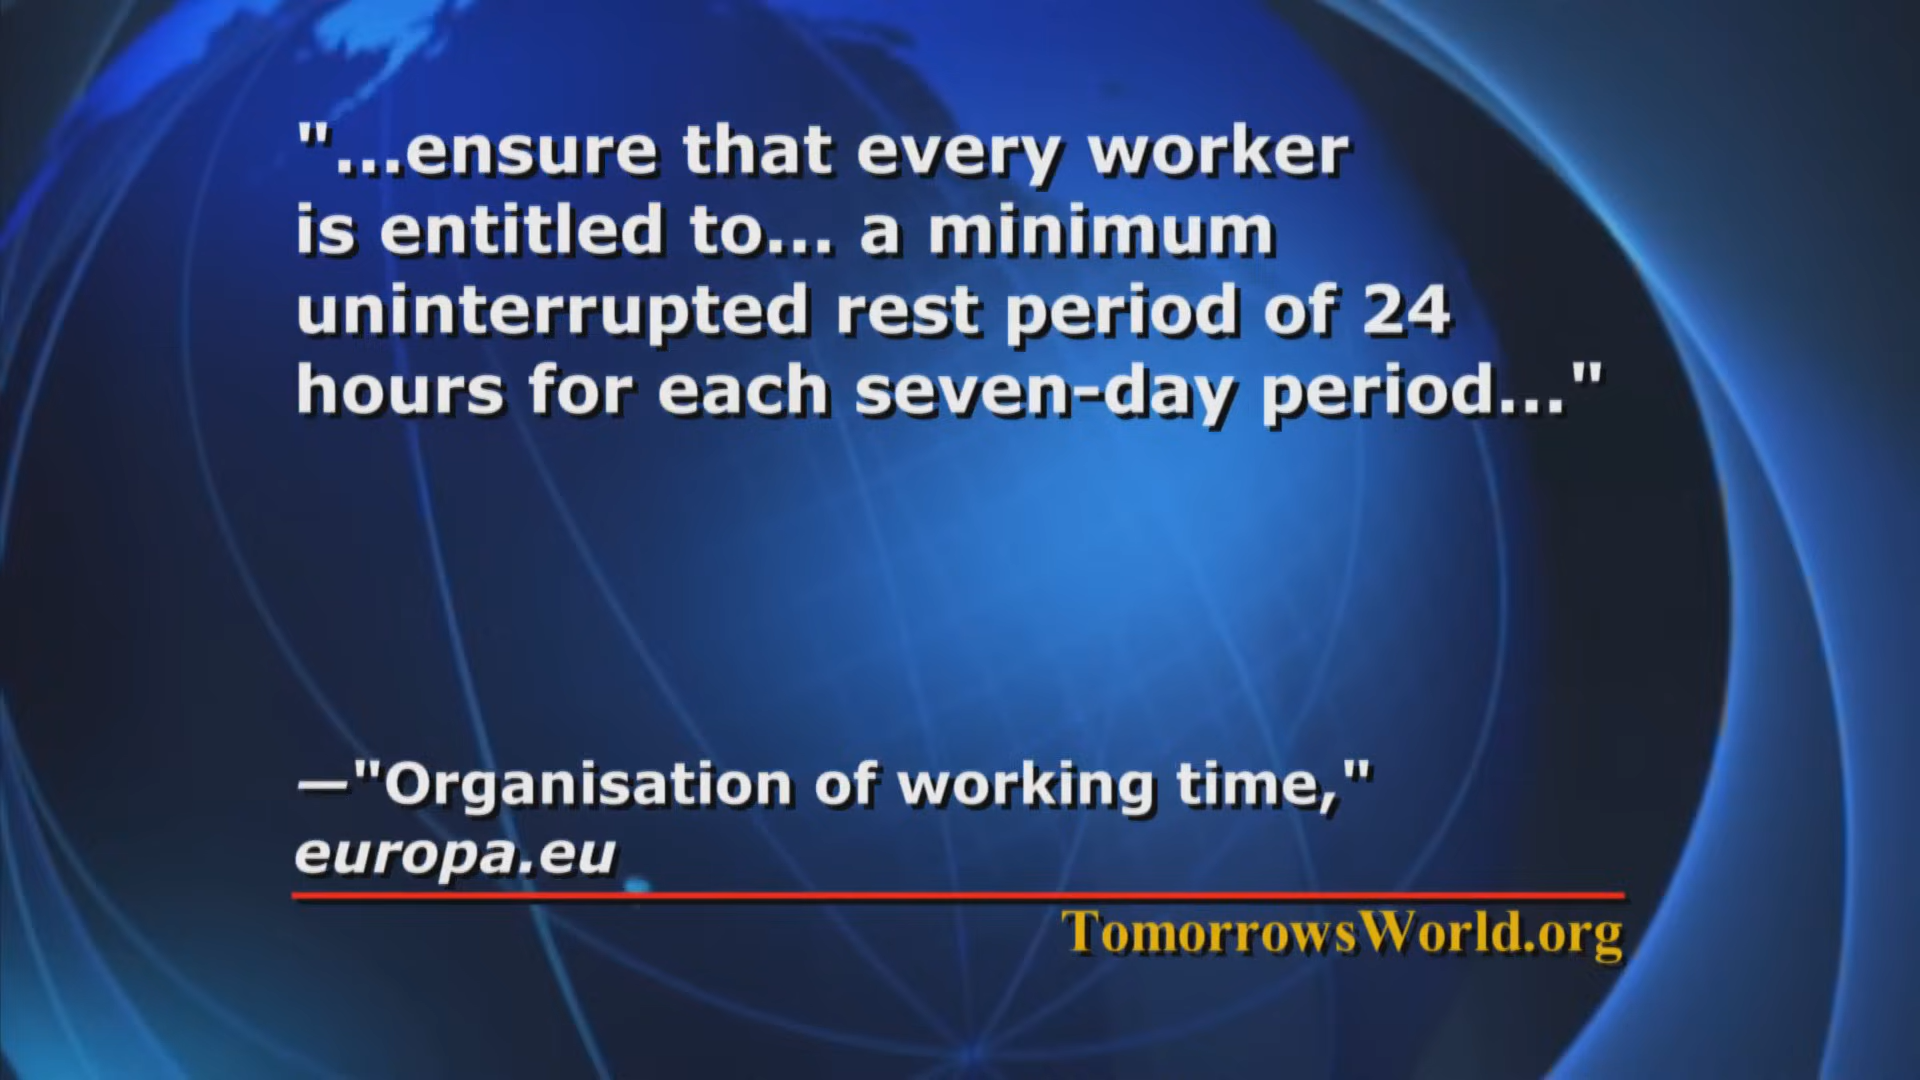 "...ensure that every worker
is entitled to... a minimum
uninterrupted rest period of 24
hours for each seven-day period..."
—"Organisation of working time,"
europa.eu
TomorrowsWorld.org